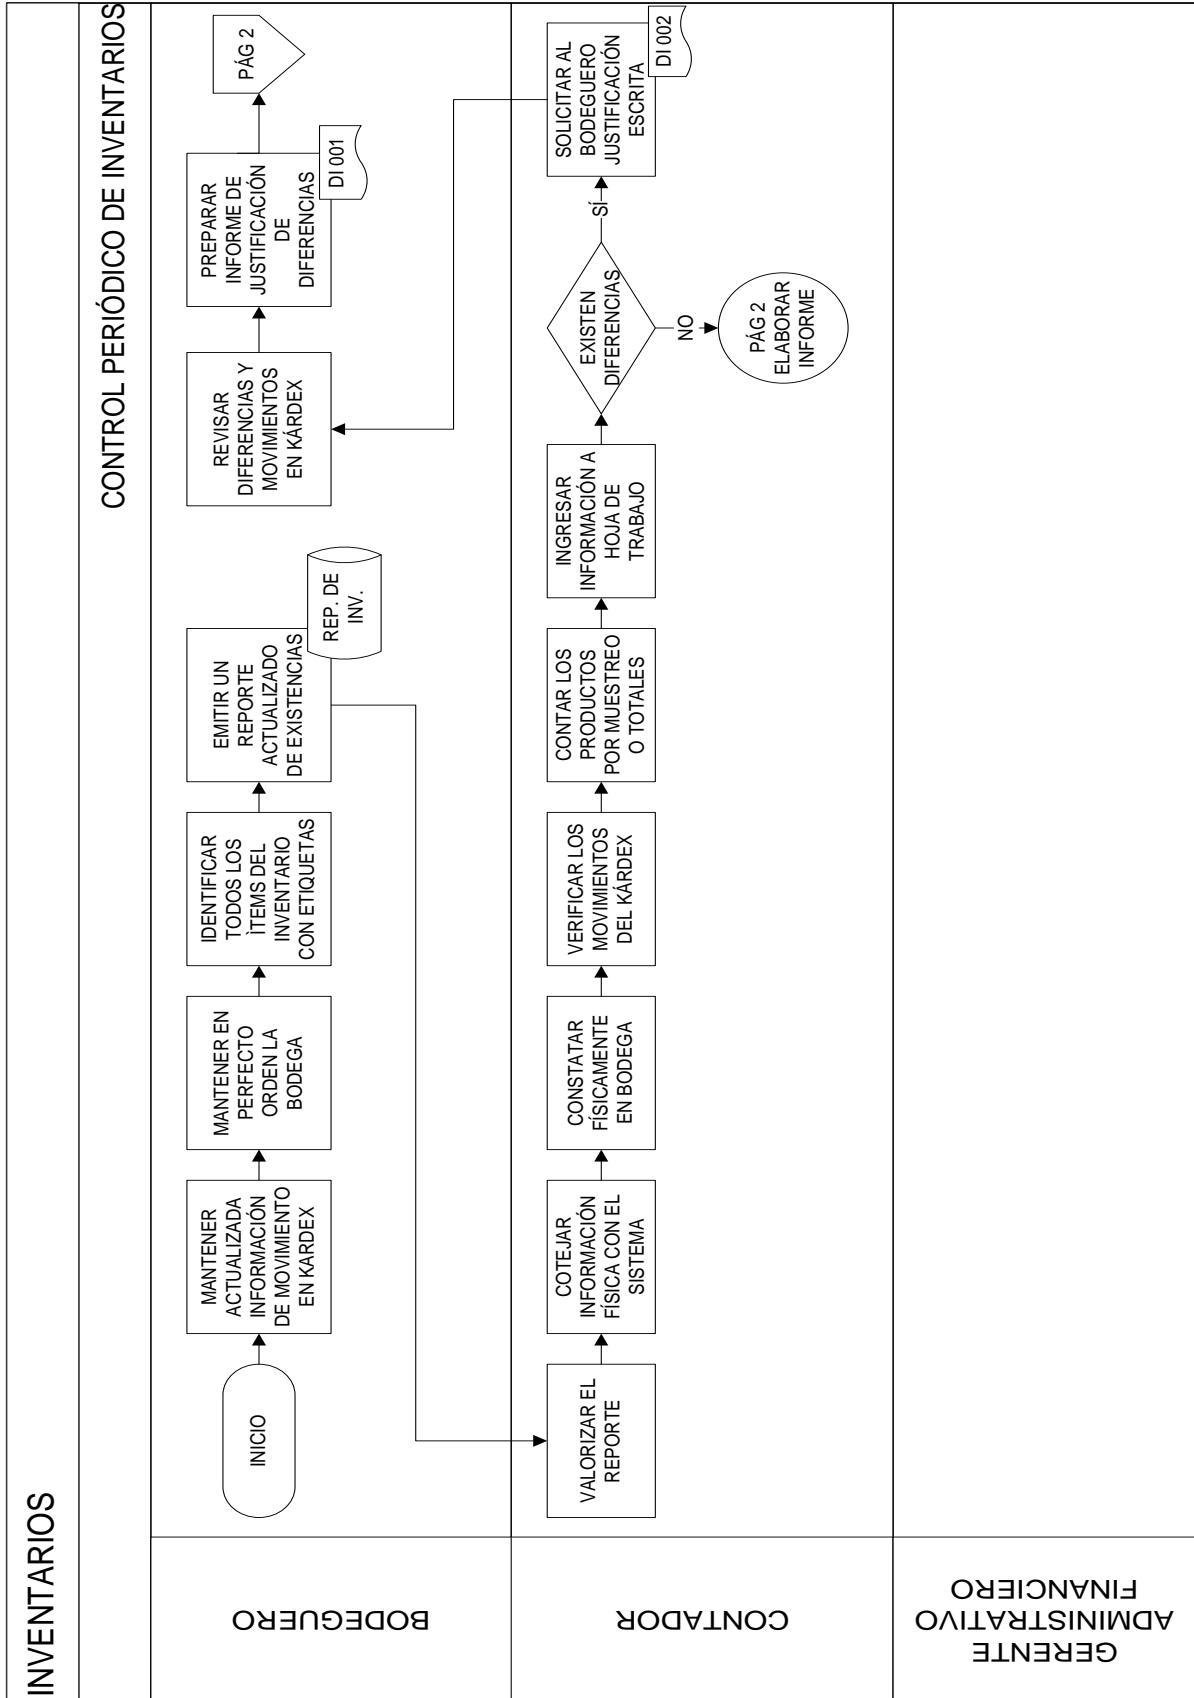 INVENTARIOS
CONTROL PERIÓDICO DE INVENTARIOS
BODEGUERO
INICIO
MANTENER
ACTUALIZADA
INFORMACIÓN
DE MOVIMIENTO
EN KARDEX
MANTENER EN
PERFECTO
ORDEN LA
BODEGA
IDENTIFICAR
TODOS LOS
ÌTEMS DEL
INVENTARIO
CON ETIQUETAS
EMITIR UN
REPORTE
ACTUALIZADO
DE EXISTENCIAS
REP. DE
INV.
REVISAR
DIFERENCIAS Y
MOVIMIENTOS
EN KÁRDEX
PREPARAR
INFORME DE
JUSTIFICACIÓN
DE
DIFERENCIAS
DI 001
PÁG 2
CONTADOR
VALORIZAR EL
REPORTE
COTEJAR
INFORMACIÓN
FÍSICA CON EL
SISTEMA
CONSTATAR
FÍSICAMENTE
EN BODEGA
VERIFICAR LOS
MOVIMIENTOS
DEL KÁRDEX
CONTAR LOS
PRODUCTOS
POR MUESTREO
O TOTALES
INGRESAR
INFORMACIÓN A
HOJA DE
TRABAJO
EXISTEN
DIFERENCIAS
SÍ
NO
PÁG 2
ELABORAR
INFORME
SOLICITAR AL
BODEGUERO
JUSTIFICACIÓN
ESCRITA
DI 002
GERENTE
ADMINISTRATIVO
FINANCIERO